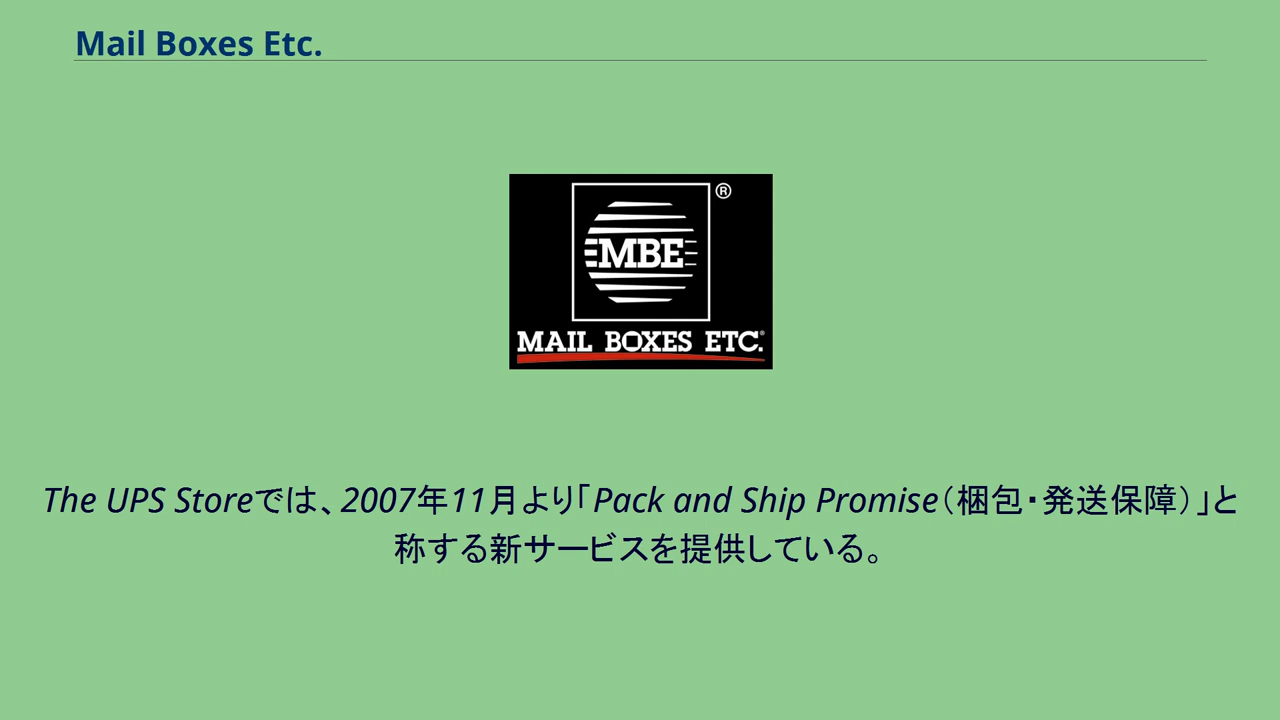 Mail Boxes Etc.
®
MBE
MAIL BOXES ETC.®
The UPS Storeでは、2007年11月より「Pack and Ship Promise(梱包・発送保障)」と
称する新サービスを提供している。